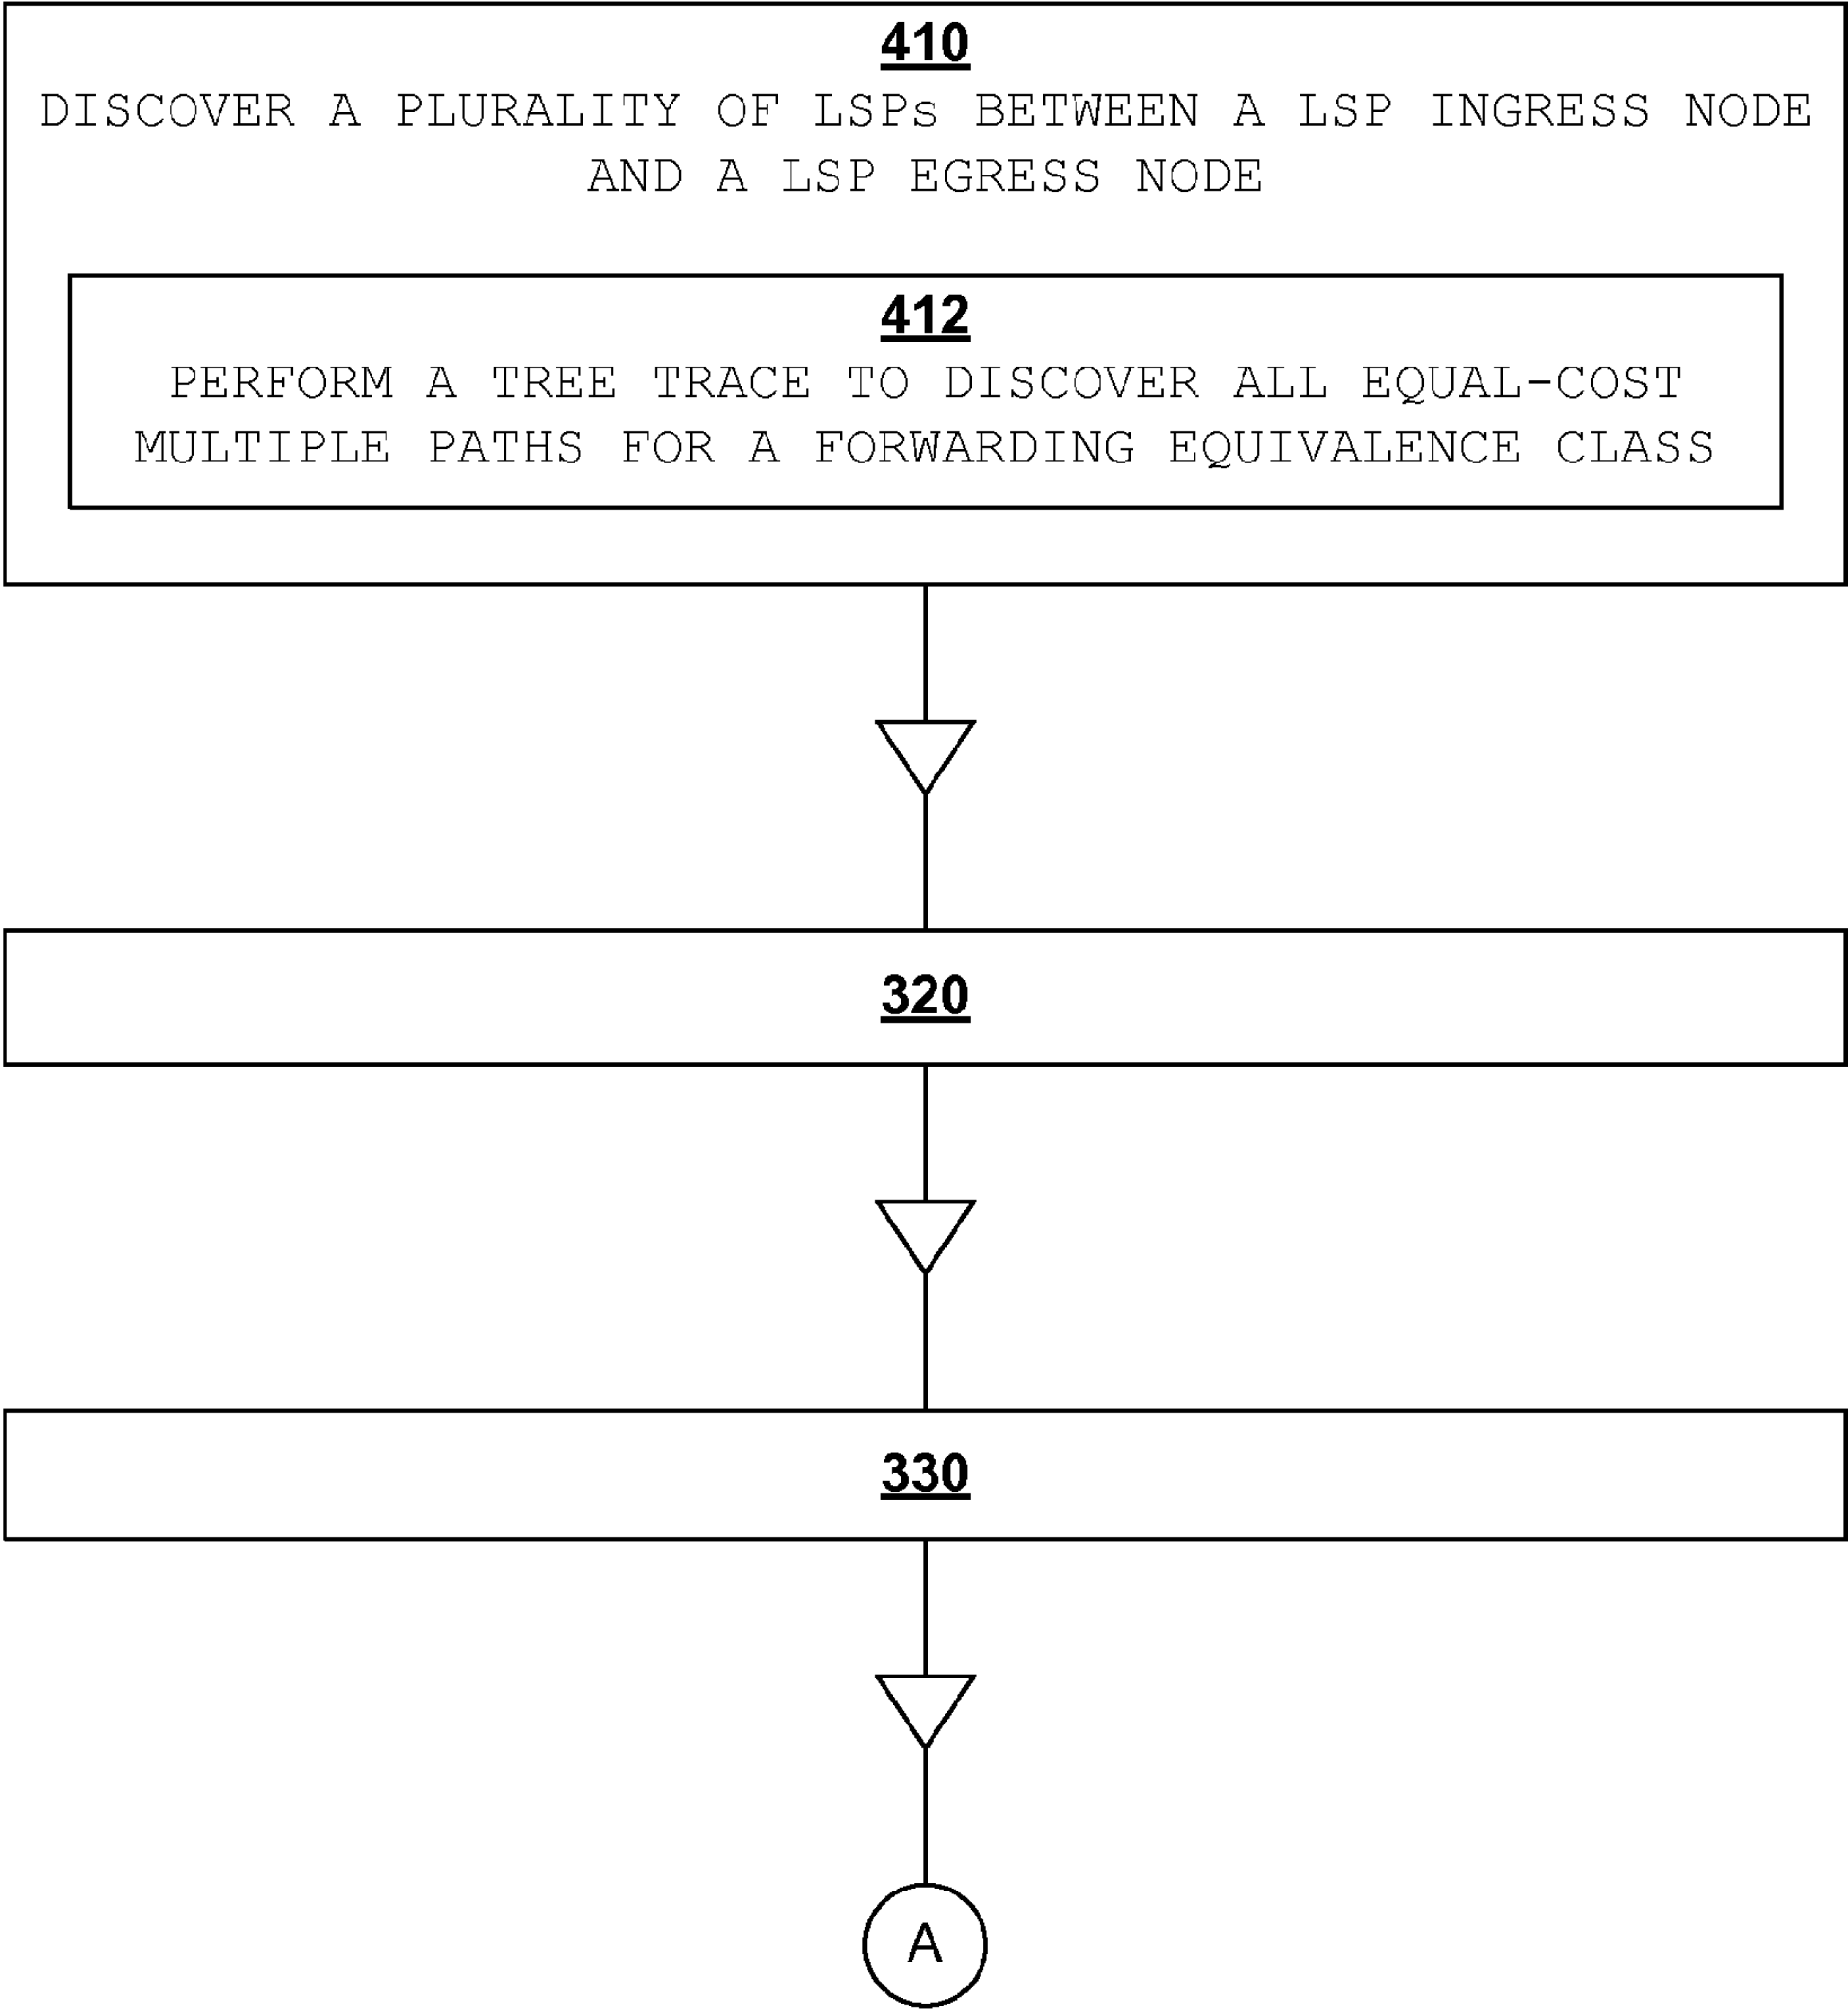 410
DISCOVER A PLURALITY OF LSPs BETWEEN A LSP INGRESS NODE
AND A LSP EGRESS NODE
412
PERFORM A TREE TRACE TO DISCOVER ALL EQUAL-COST
MULTIPLE PATHS FOR A FORWARDING EQUIVALENCE CLASS
320
330
A